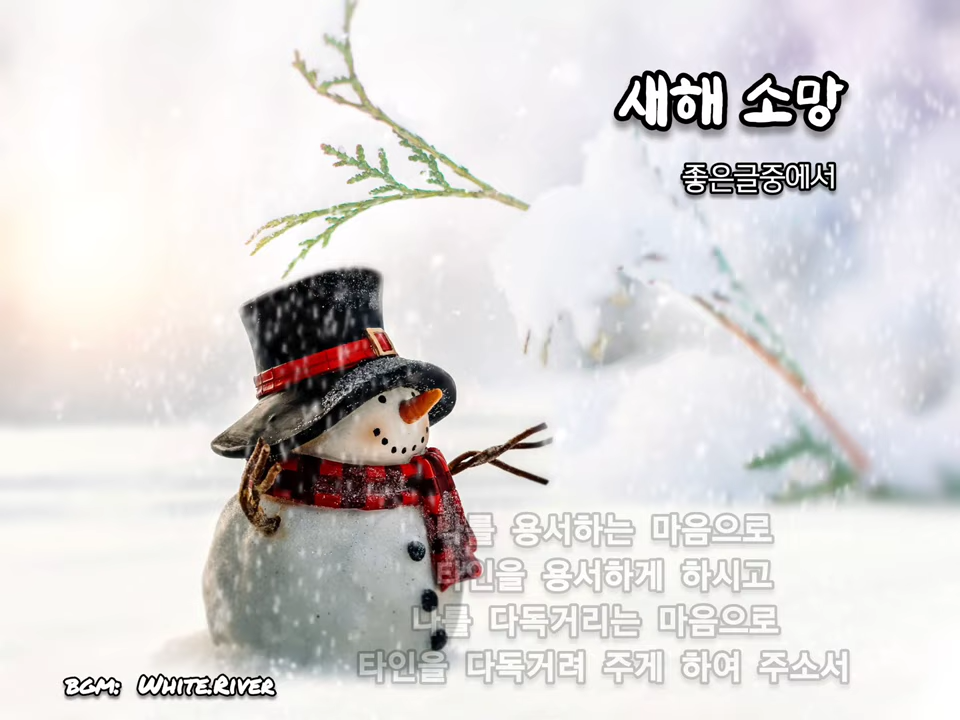 새해 소망
좋은글중에서
나를 용서하는 마음으로
타인을 용서하게 하시고
나를 다독거리는 마음으로
타인을 다독거려 주게 하여 주소서
BGM: WHITE.RIVER